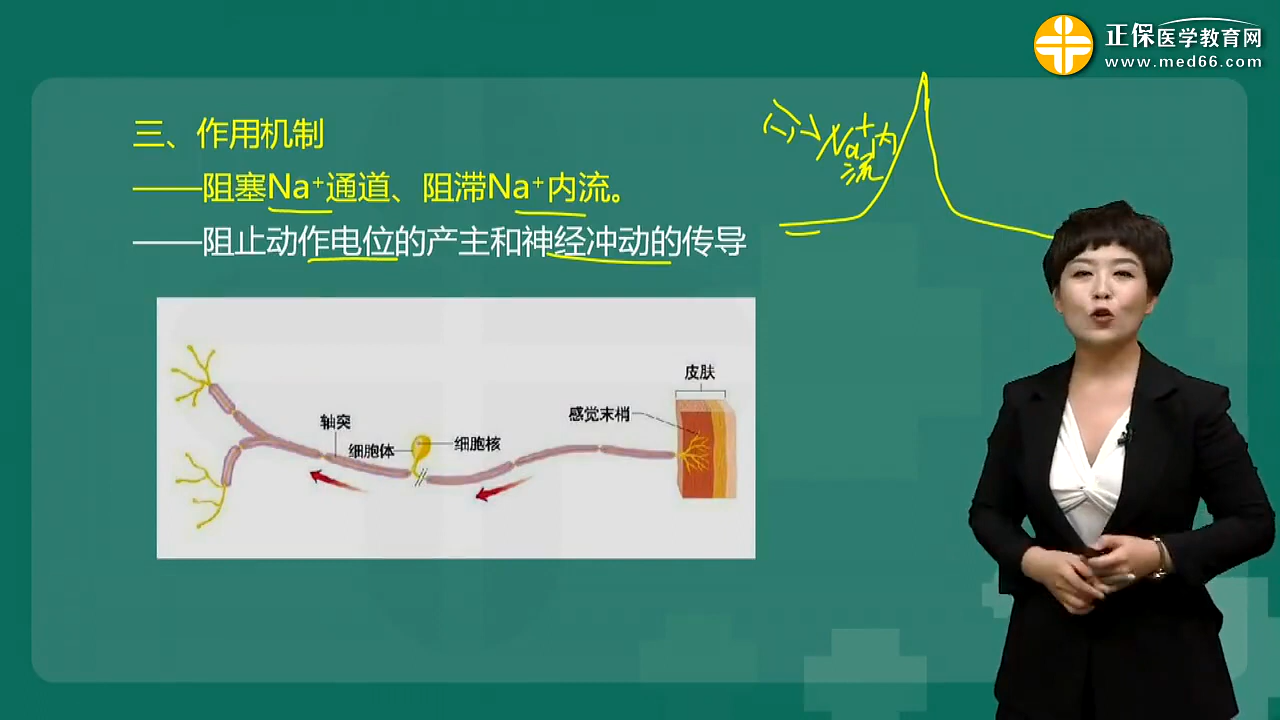 正保医学教育网
www.med66.com
三、作用机制
——阻塞Na⁺通道、阻滞Na⁺内流。
——阻止动作电位的产主和神经冲动的传导
Na⁺内
流
皮肤
感觉末梢
轴突
细胞体
细胞核